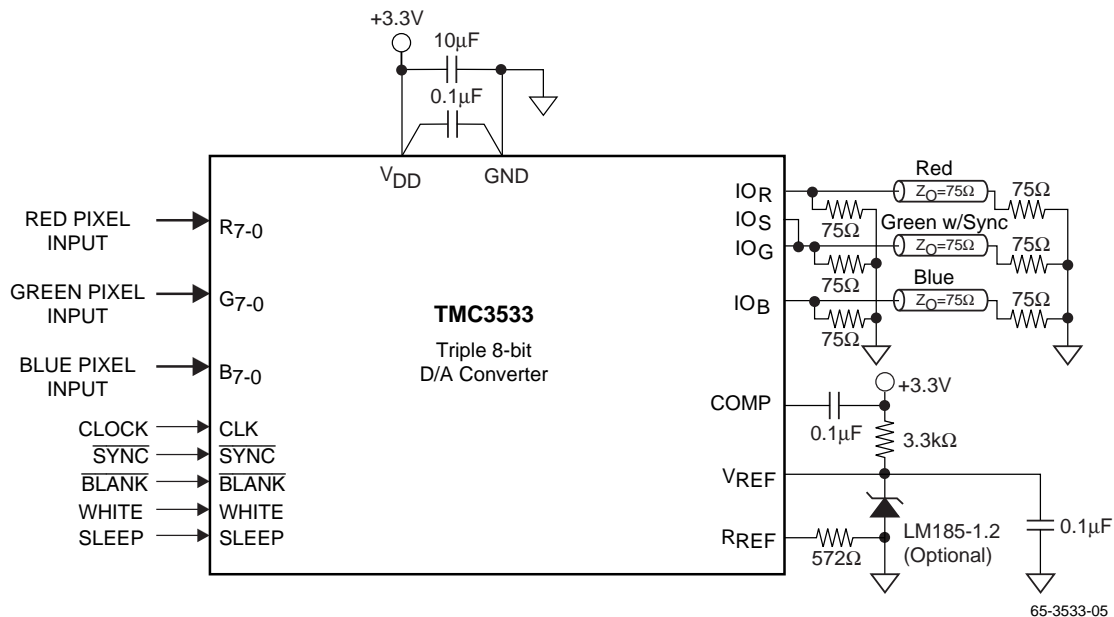 +3.3V
10μF
0.1μF
VDD
GND
RED PIXEL
INPUT
R7-0
GREEN PIXEL
INPUT
G7-0
BLUE PIXEL
INPUT
B7-0
CLOCK
CLK
SYNC
SYNC
BLANK
BLANK
WHITE
WHITE
SLEEP
SLEEP
TMC3533
Triple 8-bit
D/A Converter
IOR
IOS
IOG
IOB
Red
ZO=75Ω
75Ω
75Ω
Green w/Sync
ZO=75Ω
75Ω
75Ω
Blue
ZO=75Ω
75Ω
75Ω
COMP
0.1μF
+3.3V
3.3kΩ
VREF
RREF
572Ω
LM185-1.2
(Optional)
0.1μF
65-3533-05